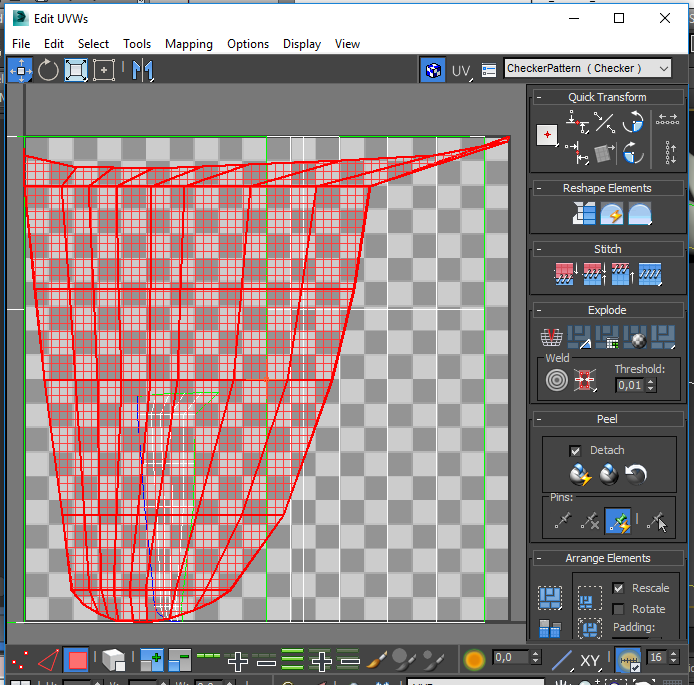 Edit UVWs
File Edit Select Tools Mapping Options Display View
UV
CheckerPattern ( Checker )
- Quick Transform
- Reshape Elements
- Stitch
- Explode
Weld
Threshold:
0,01
- Peel
Detach
Pins:
- Arrange Elements
Rescale
Rotate
Padding:
0,0
XY
16